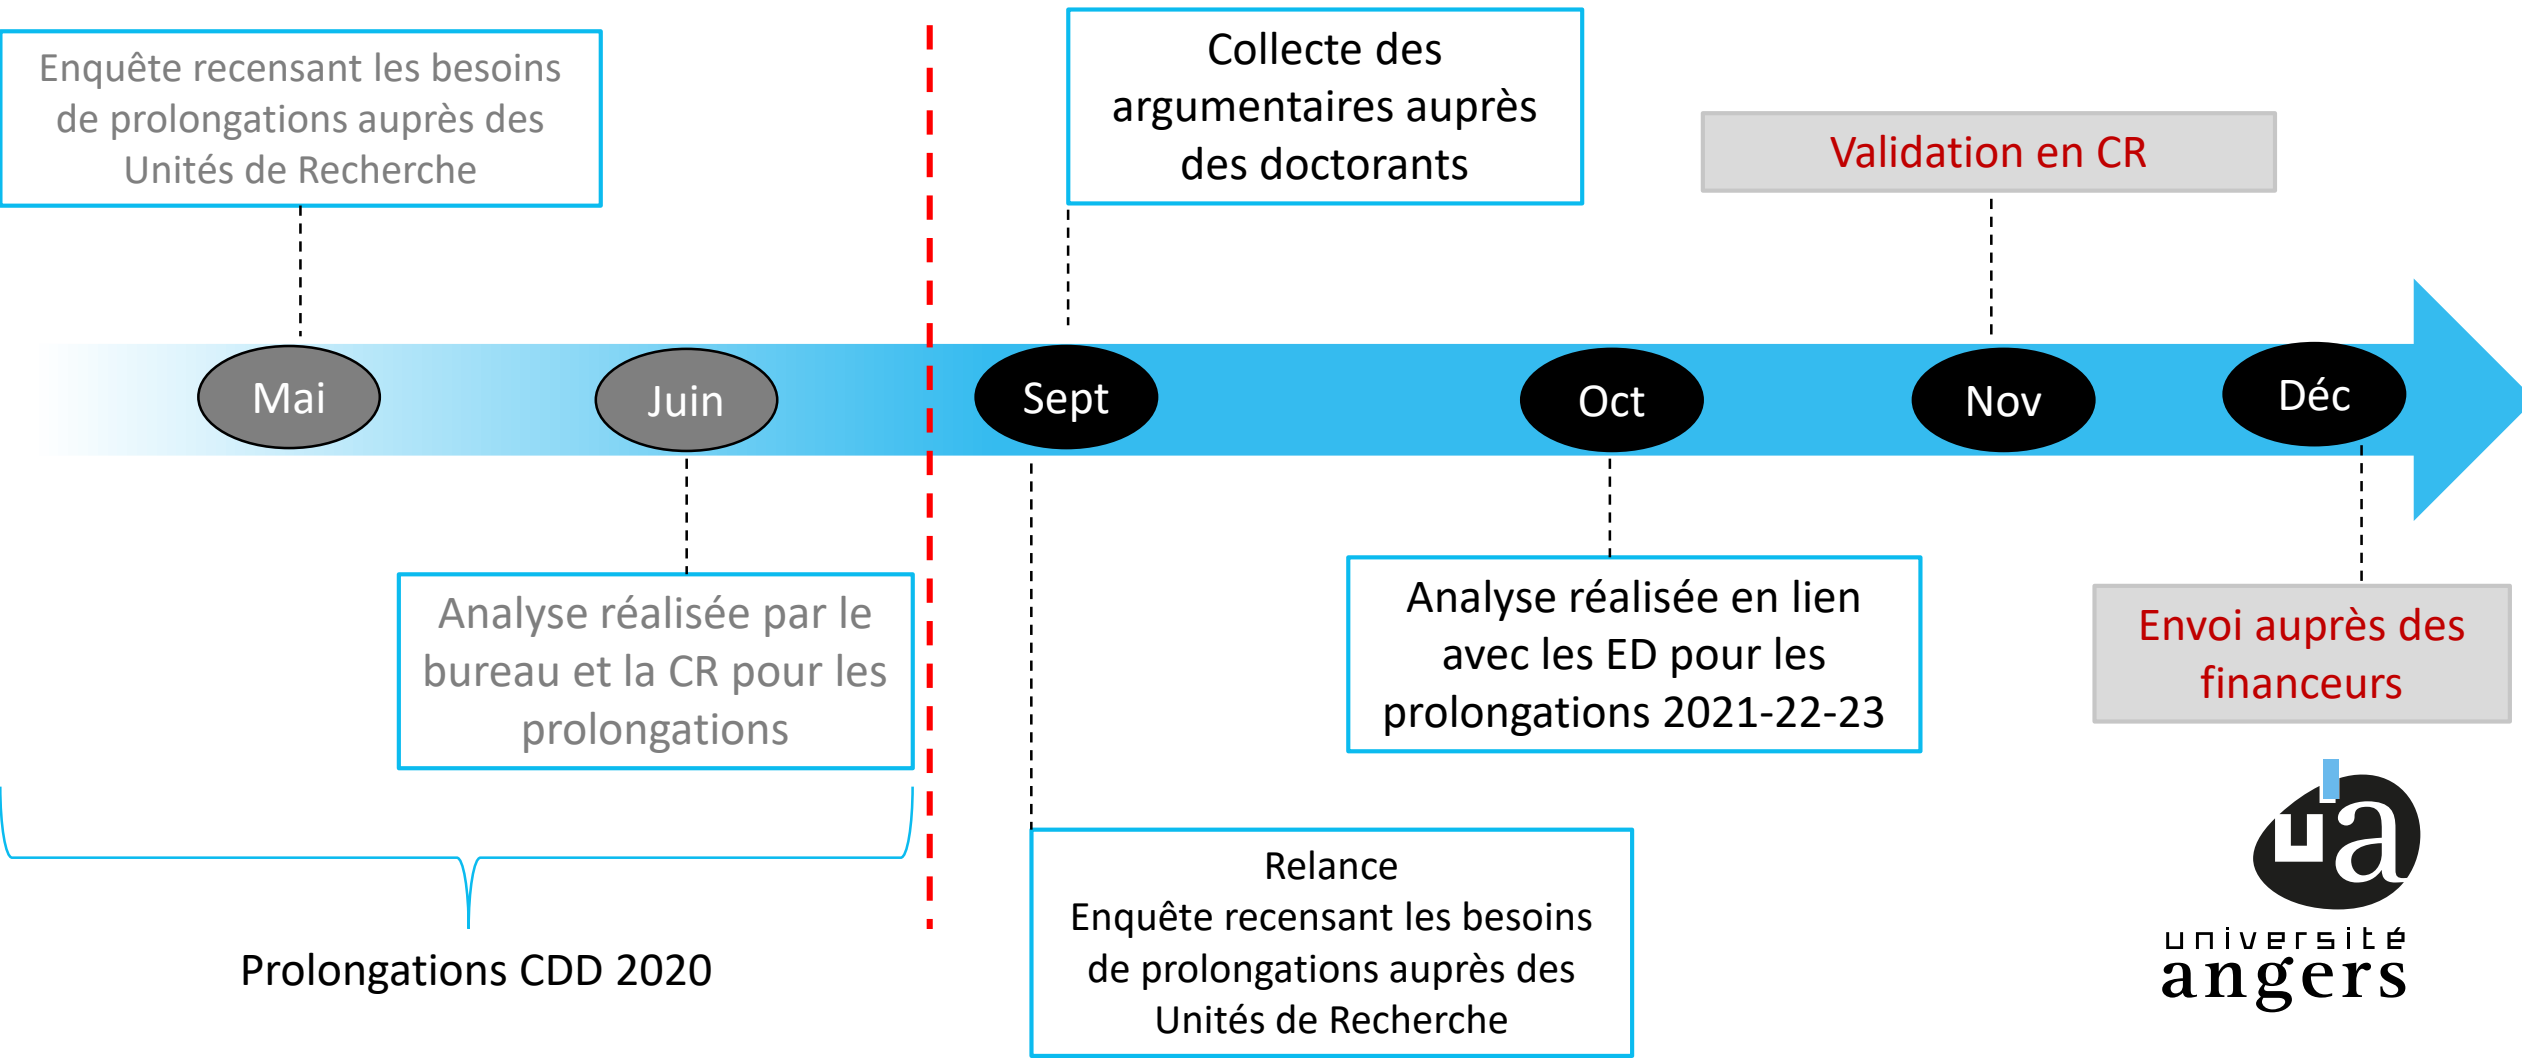 Enquête recensant les besoins
de prolongations auprès des
Unités de Recherche
Collecte des
argumentaires auprès
des doctorants
Validation en CR
Mai
Juin
Sept
Oct
Nov
Déc
Analyse réalisée par le
bureau et la CR pour les
prolongations
Analyse réalisée en lien
avec les ED pour les
prolongations 2021-22-23
Envoi auprès des
financeurs
Relance
Enquête recensant les besoins
de prolongations auprès des
Unités de Recherche
Prolongations CDD 2020
ua
université
angers